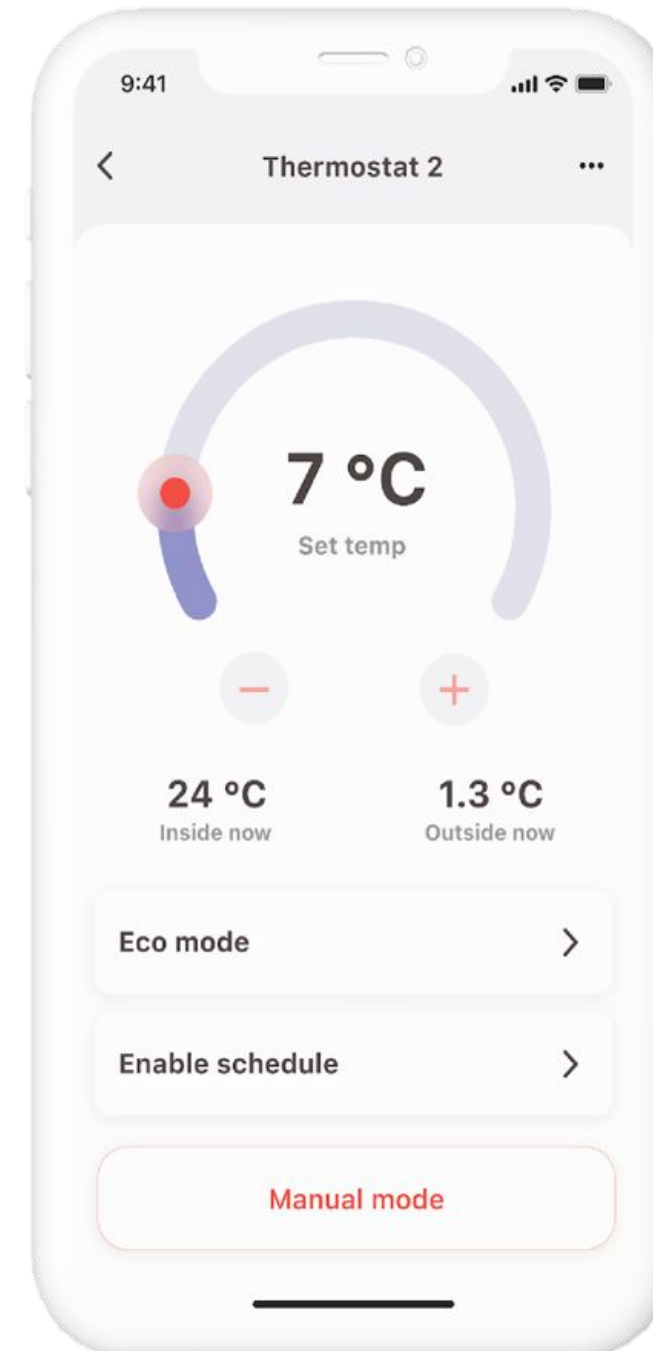 9:41
Thermostat 2
7 °C
Set temp
24 °C
Inside now
1.3 °C
Outside now
Eco mode
Enable schedule
Manual mode